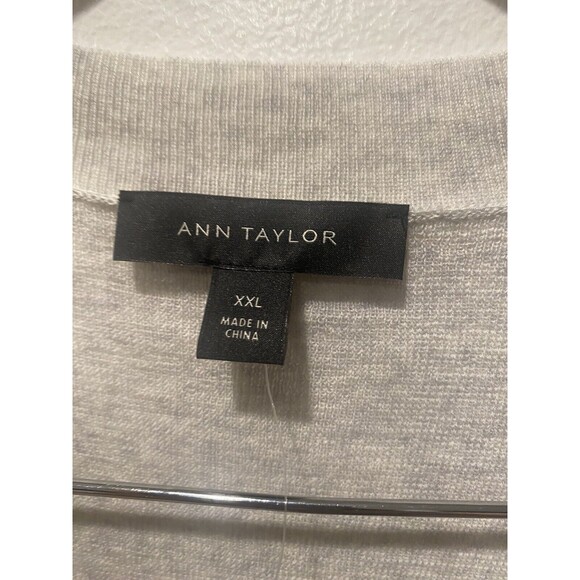 ANN TAYLOR
XXL
MADE IN
CHINA